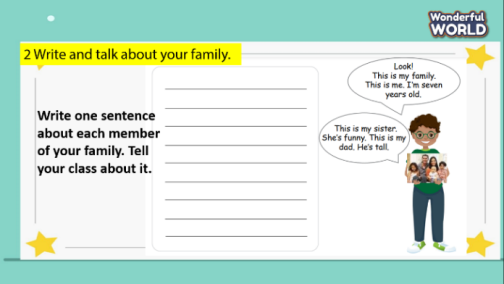 Wonderful
WORLD
2 Write and talk about your family.
Write one sentence
about each member
of your family. Tell
your class about it.
Look!
This is my family.
This is me. I'm seven
years old.
This is my sister.
She's funny. This is my
dad. He's tall.